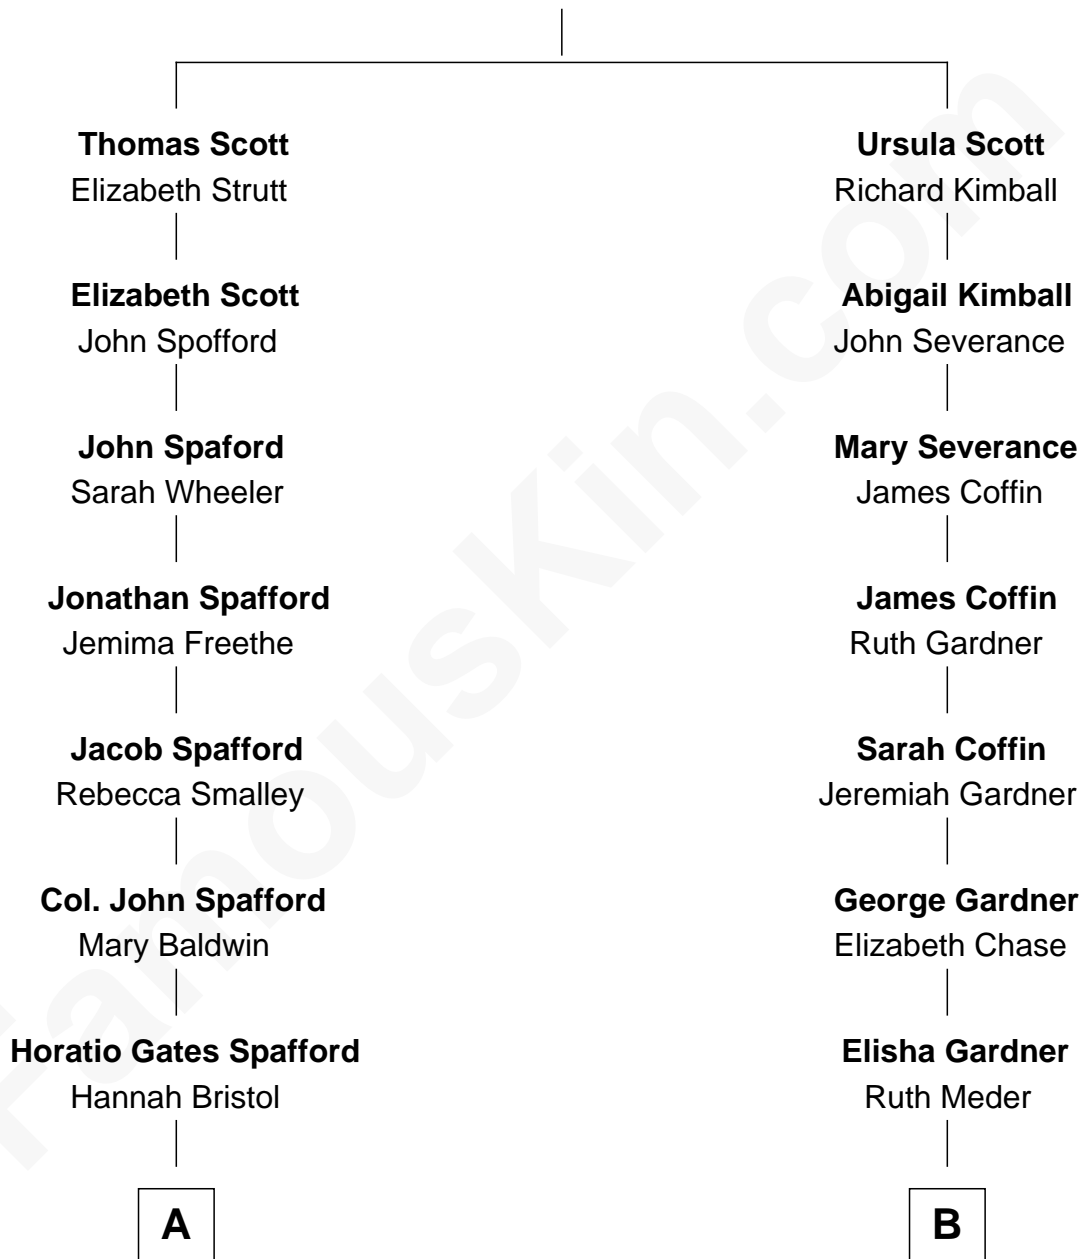 Thomas Scott
Elizabeth Strutt
Elizabeth Scott
John Spofford
John Spaford
Sarah Wheeler
Jonathan Spafford
Jemima Freethe
Jacob Spafford
Rebecca Smalley
Col. John Spafford
Mary Baldwin
Horatio Gates Spafford
Hannah Bristol
A
Ursula Scott
Richard Kimball
Abigail Kimball
John Severance
Mary Severance
James Coffin
James Coffin
Ruth Gardner
Sarah Coffin
Jeremiah Gardner
George Gardner
Elizabeth Chase
Elisha Gardner
Ruth Meder
B
FamousKin.com